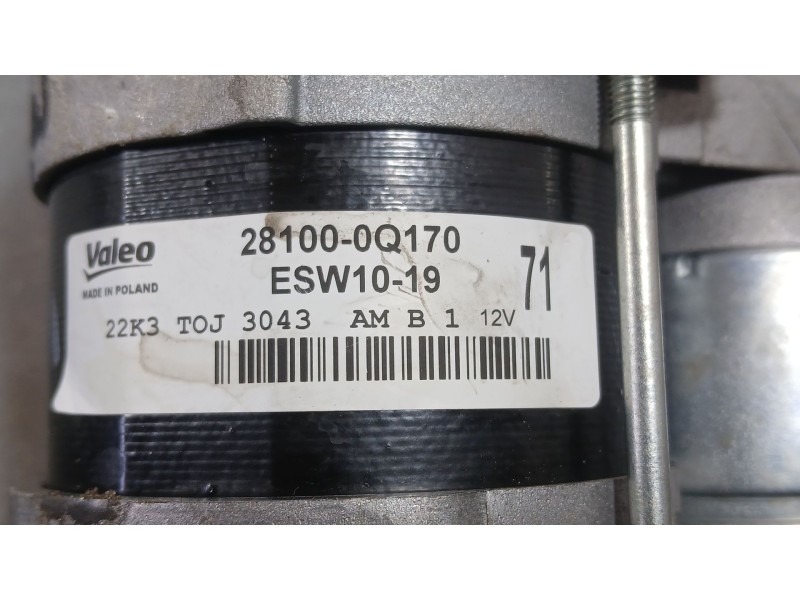 Valeo
MADE IN POLAND
28100-0Q170
ESW10-19
71
22K3 TOJ 3043 AM B 1 12V